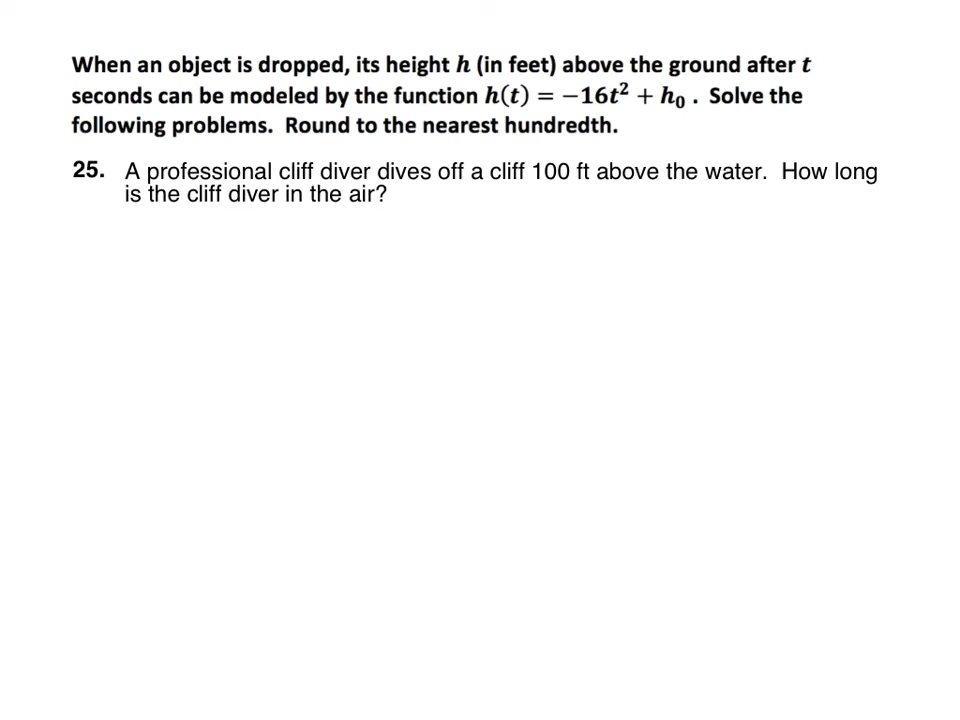 When an object is dropped, its height h (in feet) above the ground after t
seconds can be modeled by the function h(t) = −16t² + h₀ . Solve the
following problems. Round to the nearest hundredth.
25. A professional cliff diver dives off a cliff 100 ft above the water. How long
is the cliff diver in the air?